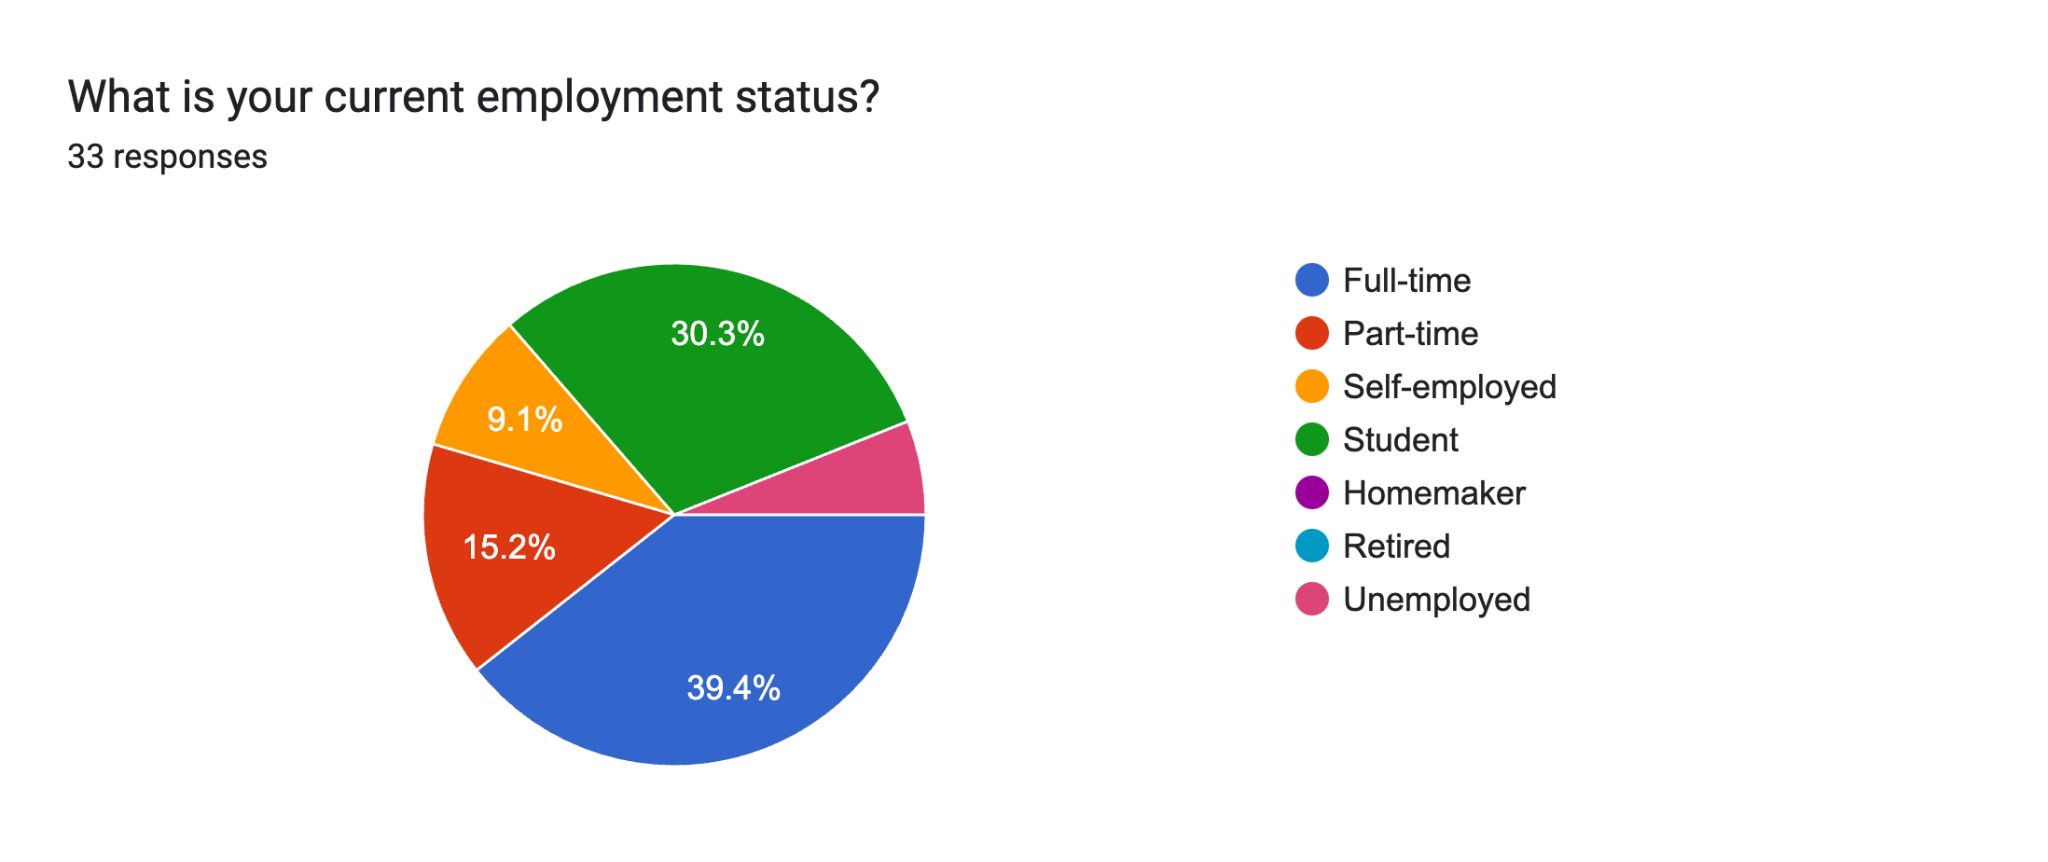 What is your current employment status?
33 responses
30.3%
9.1%
15.2%
39.4%
Full-time
Part-time
Self-employed
Student
Homemaker
Retired
Unemployed